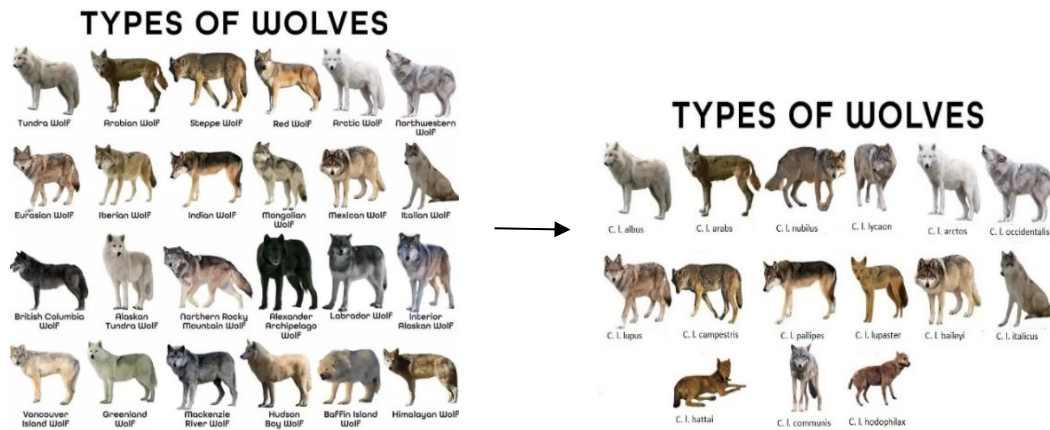 TYPES OF WOLVES
Tundra Wolf Arabian Wolf Steppe Wolf Red Wolf Arctic Wolf Northwestern
Wolf
Eurasian Wolf Iberian Wolf Indian Wolf Mongolian Mexican Wolf Italian Wolf
Wolf
British Columbia Alaskan Northern Rocky Alexander Labrador Wolf Interior
Wolf Tundra Wolf Mountain Wolf Archipelago Alaskan Wolf
Wolf
Vancouver Greenland Mackenzie Hudson Baffin Island Himalayan Wolf
Island Wolf Wolf River Wolf Bay Wolf Wolf
TYPES OF WOLVES
C. l. albus C. l. arabs C. l. nubilus C. l. lycaon C. l. arctos C. l. occidentalis
C. l. lupus C. l. campestris C. l. pallipes C. l. lupaster C. l. baileyi C. l. italicus
C. l. hattai C. l. communis C. l. hodophilax